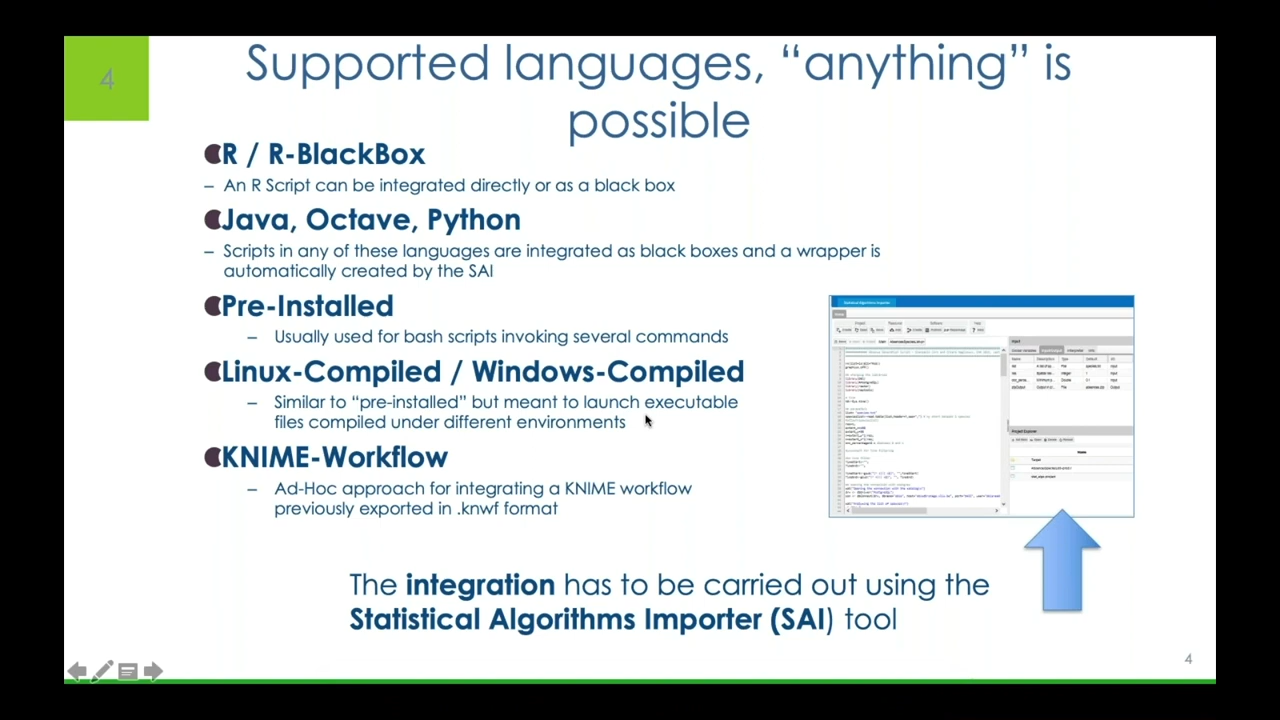 4
Supported languages, “anything” is
possible
R / R-BlackBox
– An R Script can be integrated directly or as a black box
Java, Octave, Python
– Scripts in any of these languages are integrated as black boxes and a wrapper is
automatically created by the SAI
Pre-Installed
– Usually used for bash scripts invoking several commands
Linux-Compiled / Windows-Compiled
– Similar to “pre-installed” but meant to launch executable
files compiled under different environments
KNIME-Workflow
– Ad-Hoc approach for integrating a KNIME workflow
previously exported in .knwf format
Statistical Algorithms Importer
The integration has to be carried out using the
Statistical Algorithms Importer (SAI) tool
4